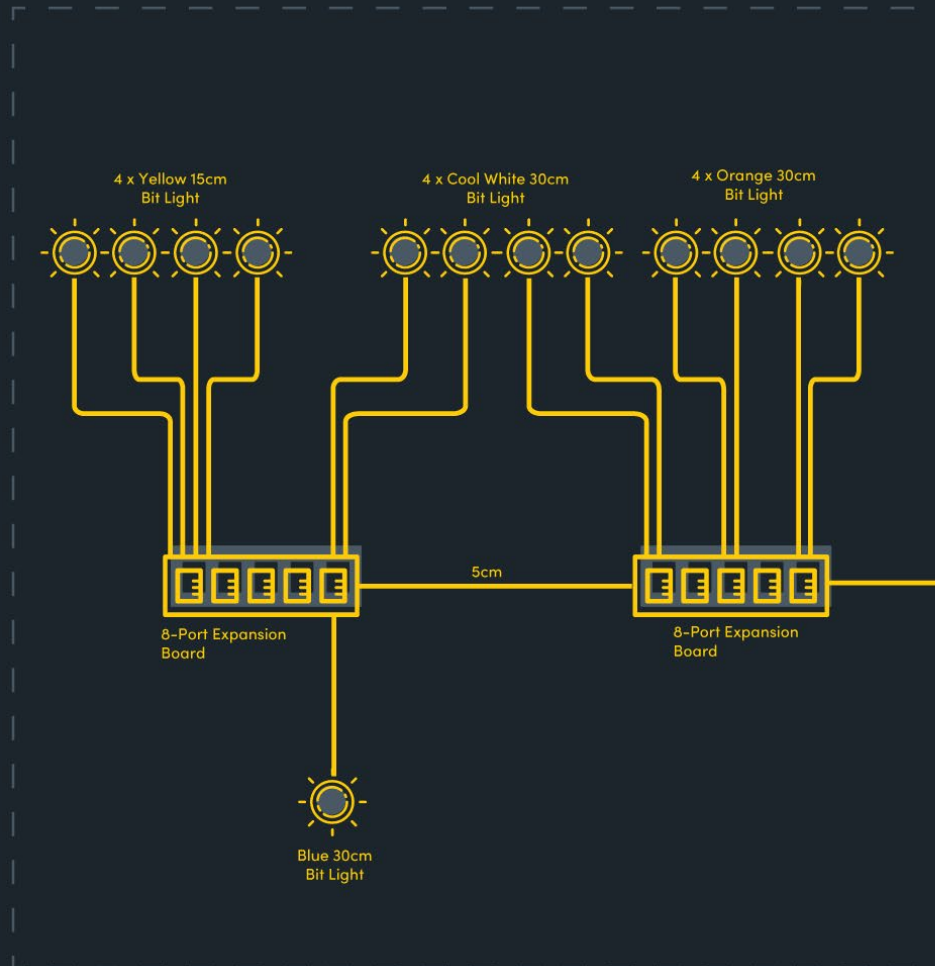 4 x Yellow 15cm
Bit Light
4 x Cool White 30cm
Bit Light
4 x Orange 30cm
Bit Light
5cm
8-Port Expansion
Board
8-Port Expansion
Board
Blue 30cm
Bit Light